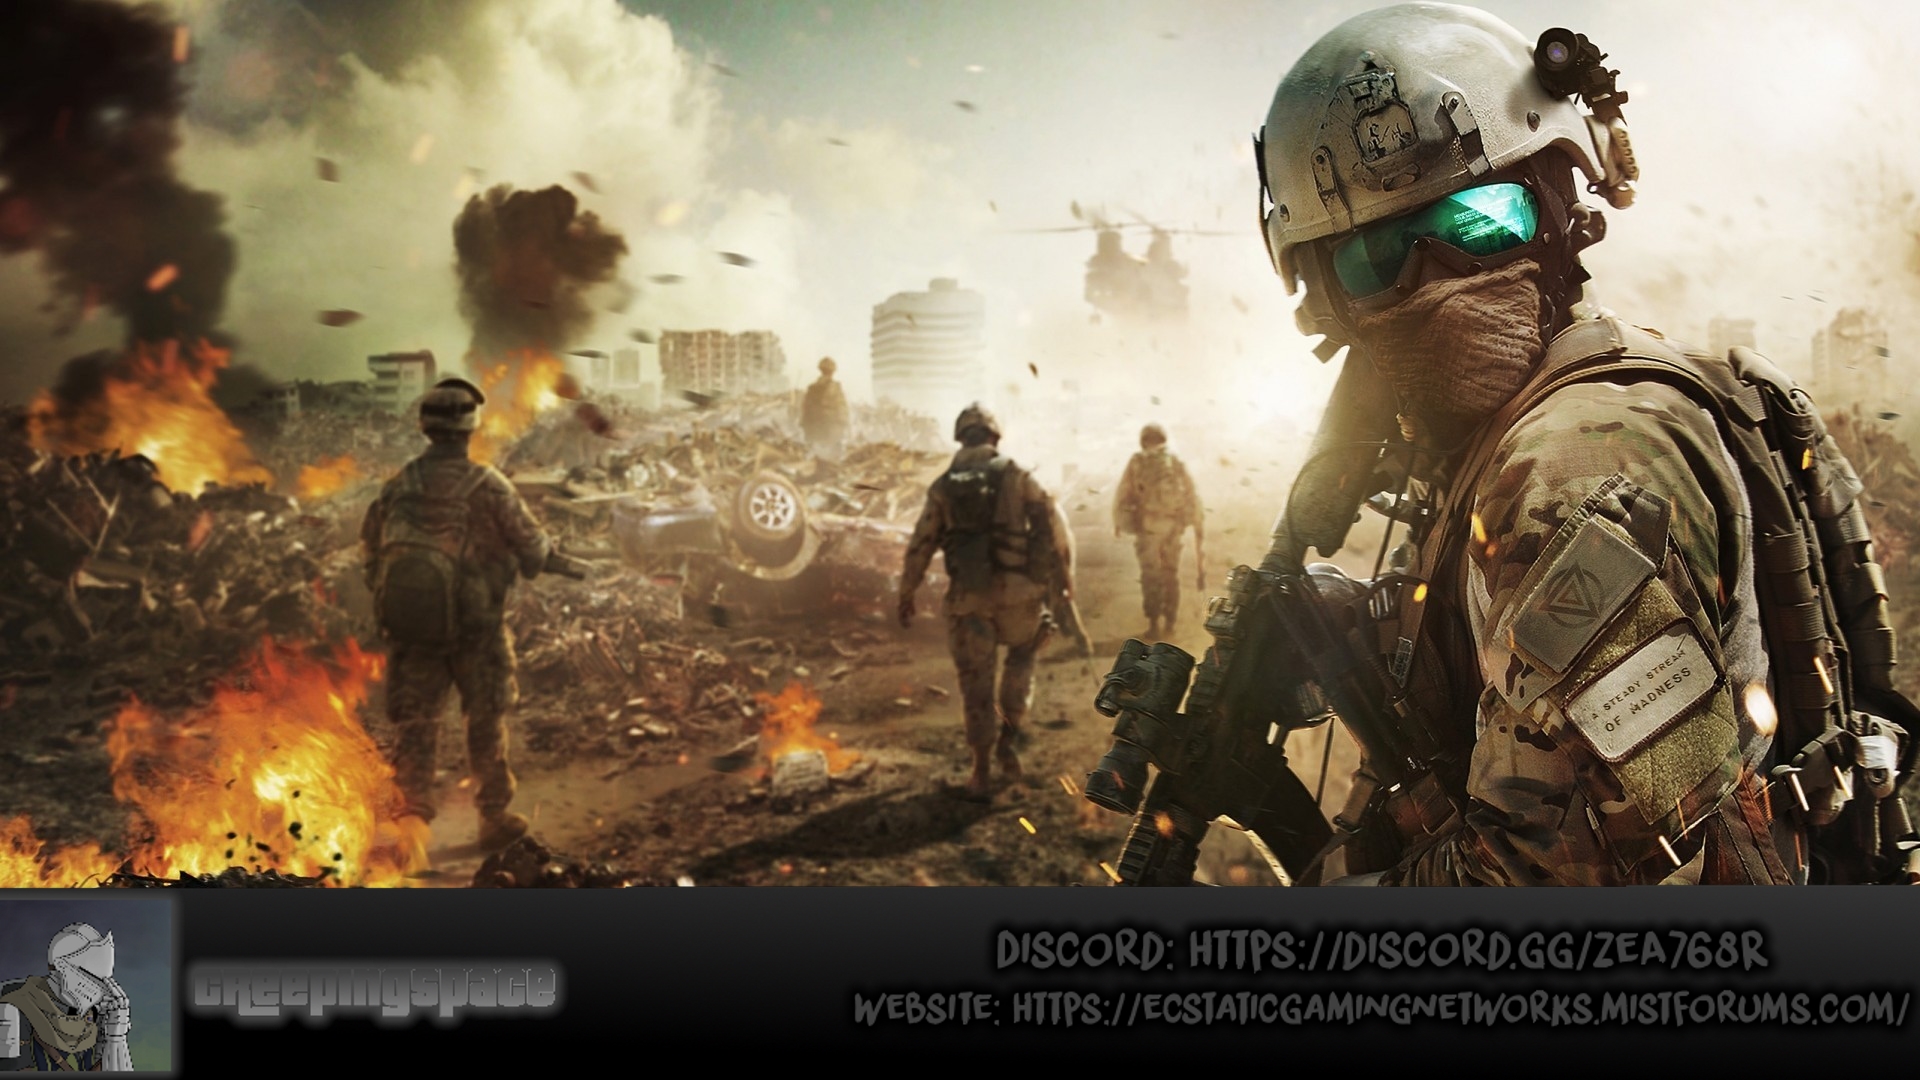 A STEADY STREAM
OF MADNESS
CREEPINGSPACE
DISCORD: HTTPS://DISCORD.GG/ZEA768R
WEBSITE: HTTPS://ECSTATICGAMINGNETWORKS.MISTFORUMS.COM/